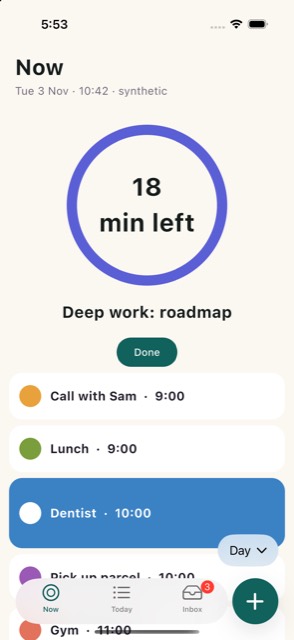 5:53
Now
Tue 3 Nov · 10:42 · synthetic
18
min left
Deep work: roadmap
Done
Call with Sam · 9:00
Lunch · 9:00
Dentist · 10:00
Day
Pick up parcel · 10:00
3
Now
Today
Inbox
Gym · 11:00